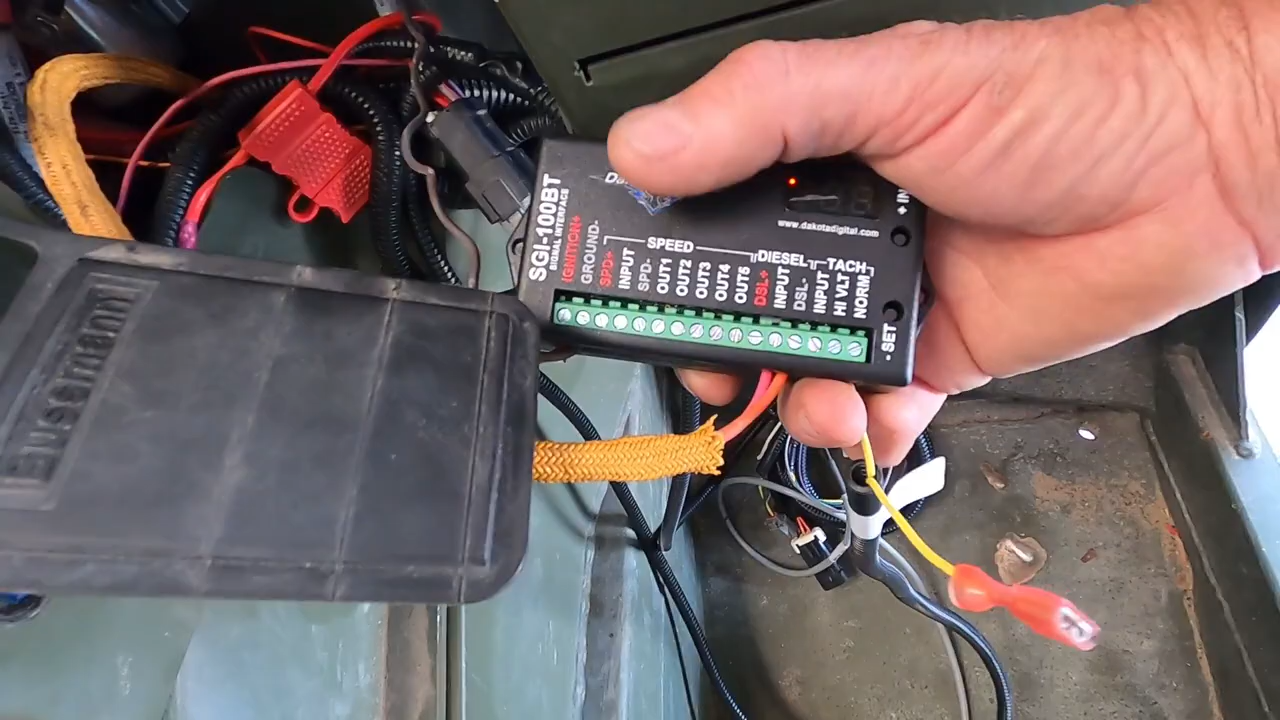 SGI-100BT
SIGNAL INTERFACE
IGNITION+
GROUND-
SPD+
INPUT
SPD-
OUT1
OUT2
OUT3
OUT4
OUT5
DSL+
INPUT
DSL-
INPUT
HI VLT
NORM
SPEED
DIESEL
TACH
www.dakotadigital.com
+ IN
- SET
Bussmann